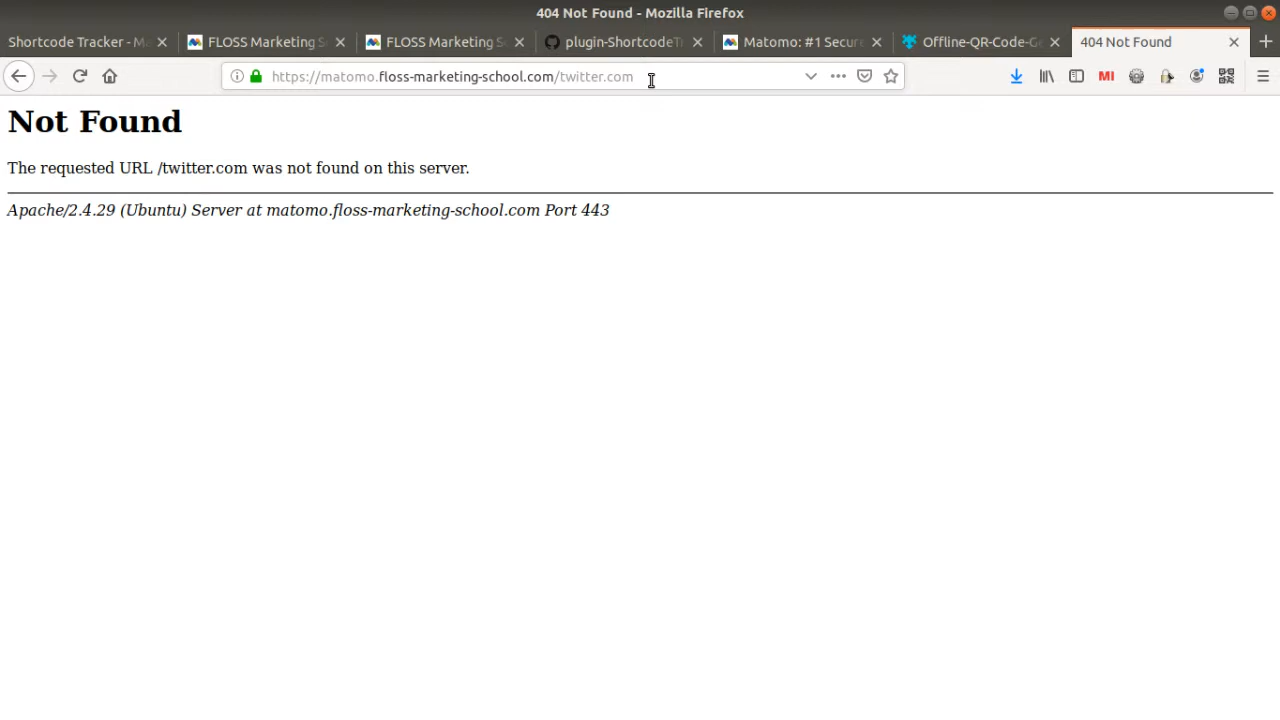 404 Not Found - Mozilla Firefox
Shortcode Tracker - M
FLOSS Marketing S
FLOSS Marketing S
plugin-ShortcodeT
Matomo: #1 Secur
Offline-QR-Code-G
404 Not Found
https://matomo.floss-marketing-school.com/twitter.com
MI
Not Found
The requested URL /twitter.com was not found on this server.
Apache/2.4.29 (Ubuntu) Server at matomo.floss-marketing-school.com Port 443